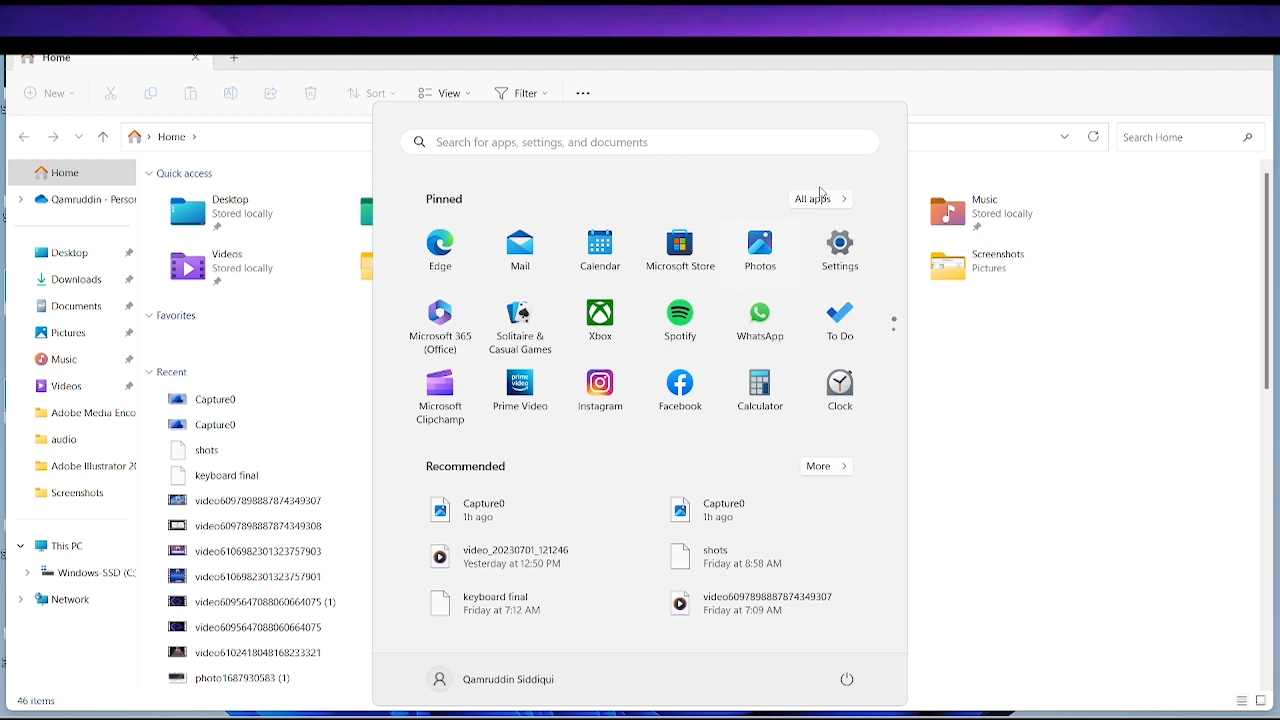 Home
New
Sort
View
Filter
Home
Search Home
Home
Qamruddin - Person
Desktop
Downloads
Documents
Pictures
Music
Videos
Adobe Media Enco
audio
Adobe Illustrator 20
Screenshots
This PC
Windows-SSD (C:
Network
46 items
Quick access
Desktop
Stored locally
Videos
Stored locally
Music
Stored locally
Screenshots
Pictures
Favorites
Recent
Capture0
Capture0
shots
keyboard final
video6097898887874349307
video6097898887874349308
video6106982301323757903
video6106982301323757901
video6095647088060664075 (1)
video6095647088060664075
video6102418048168233321
photo1687930583 (1)
Search for apps, settings, and documents
Pinned
All apps
Edge
Mail
Calendar
Microsoft Store
Photos
Settings
Microsoft 365
(Office)
Solitaire &
Casual Games
Xbox
Spotify
WhatsApp
To Do
Microsoft
Clipchamp
prime
video
Prime Video
Instagram
Facebook
Calculator
Clock
Recommended
More
Capture0
1h ago
Capture0
1h ago
video_20230701_121246
Yesterday at 12:50 PM
shots
Friday at 8:58 AM
keyboard final
Friday at 7:12 AM
video6097898887874349307
Friday at 7:09 AM
Qamruddin Siddiqui